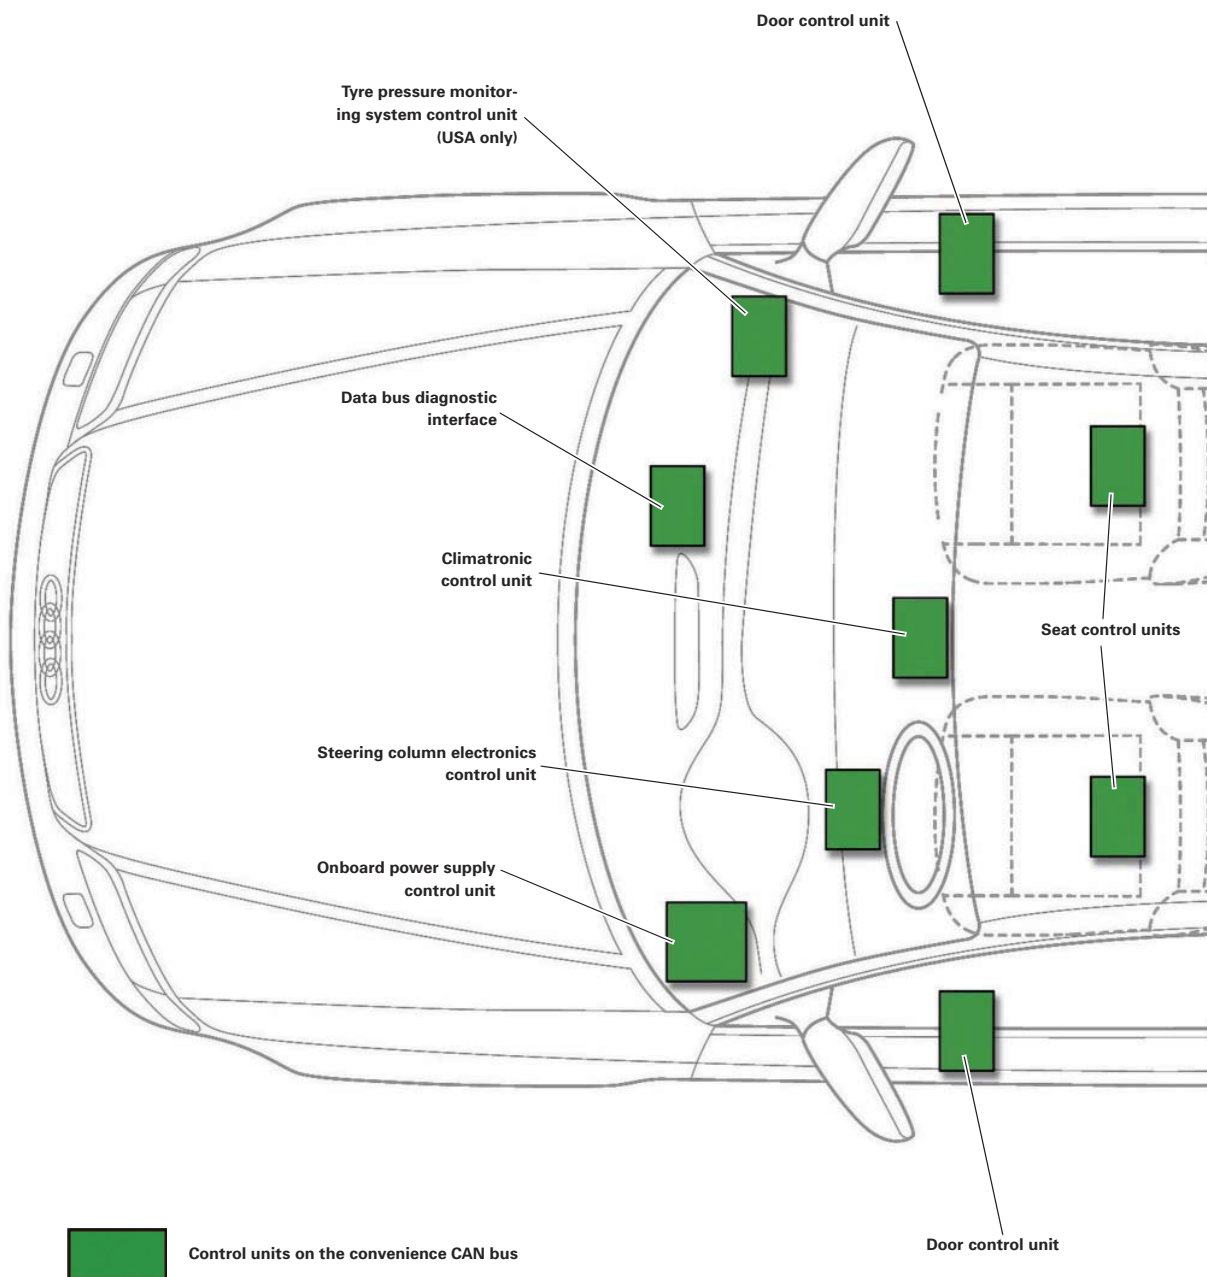 Door control unit
Tyre pressure monitor-
ing system control unit
(USA only)
Data bus diagnostic
interface
Climatronic
control unit
Seat control units
Steering column electronics
control unit
Onboard power supply
control unit
Door control unit
Control units on the convenience CAN bus